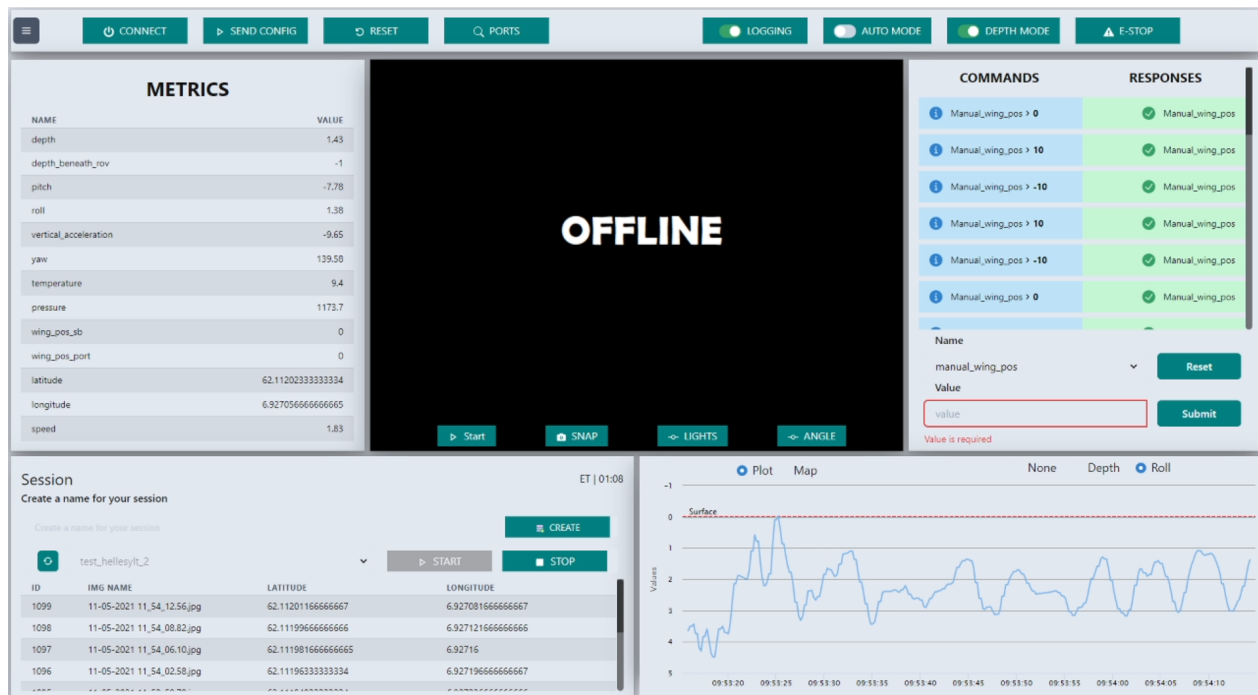 CONNECT SEND CONFIG RESET PORTS LOGGING AUTO MODE DEPTH MODE E-STOP
METRICS
NAME VALUE
depth 1.43
depth_beneath_rov -1
pitch -7.78
roll 1.38
vertical_acceleration -9.65
yaw 139.58
temperature 9.4
pressure 1173.7
wing_pos_sb 0
wing_pos_port 0
latitude 62.11202333333334
longitude 6.927056666666665
speed 1.83
OFFLINE
Start SNAP LIGHTS ANGLE
COMMANDS RESPONSES
Manual_wing_pos > 0 Manual_wing_pos
Manual_wing_pos > 10 Manual_wing_pos
Manual_wing_pos > -10 Manual_wing_pos
Manual_wing_pos > 10 Manual_wing_pos
Manual_wing_pos > -10 Manual_wing_pos
Manual_wing_pos > 0 Manual_wing_pos
Name
manual_wing_pos Reset
Value
value Submit
Value is required
Session ET | 01:08
Create a name for your session
Create a name for your session CREATE
test_hellesylt_2 START STOP
ID IMG NAME LATITUDE LONGITUDE
1099 11-05-2021 11_54_12.56.jpg 62.11201166666667 6.927081666666667
1098 11-05-2021 11_54_08.82.jpg 62.11199666666666 6.927121666666666
1097 11-05-2021 11_54_06.10.jpg 62.111981666666665 6.92716
1096 11-05-2021 11_54_02.58.jpg 62.11196333333334 6.927196666666667
Plot Map None Depth Roll
-1
Surface
0
1
2
3
4
5
Values
09:53:20 09:53:25 09:53:30 09:53:35 09:53:40 09:53:45 09:53:50 09:53:55 09:54:00 09:54:05 09:54:10